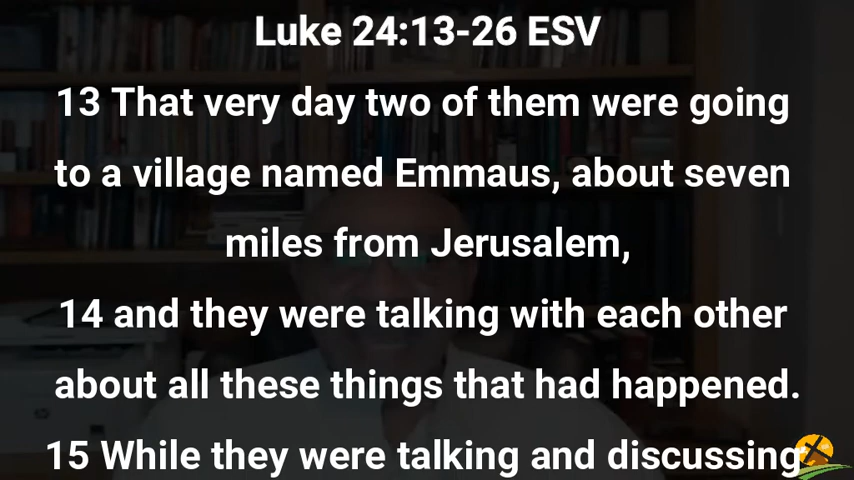 Luke 24:13-26 ESV
13 That very day two of them were going
to a village named Emmaus, about seven
miles from Jerusalem,
14 and they were talking with each other
about all these things that had happened.
15 While they were talking and discussing